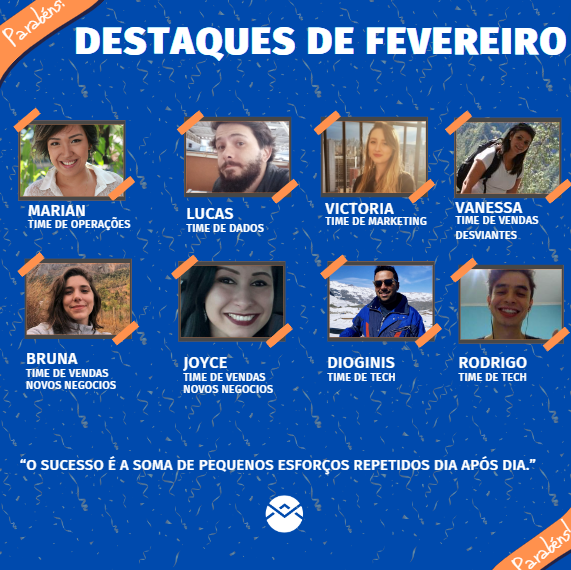 Parabéns!
DESTAQUES DE FEVEREIRO
MARIAN
TIME DE OPERAÇÕES
LUCAS
TIME DE DADOS
VICTORIA
TIME DE MARKETING
VANESSA
TIME DE VENDAS
DESVIANTES
BRUNA
TIME DE VENDAS
NOVOS NEGOCIOS
JOYCE
TIME DE VENDAS
NOVOS NEGOCIOS
DIOGINIS
TIME DE TECH
RODRIGO
TIME DE TECH
“O SUCESSO É A SOMA DE PEQUENOS ESFORÇOS REPETIDOS DIA APÓS DIA.”
Parabéns!